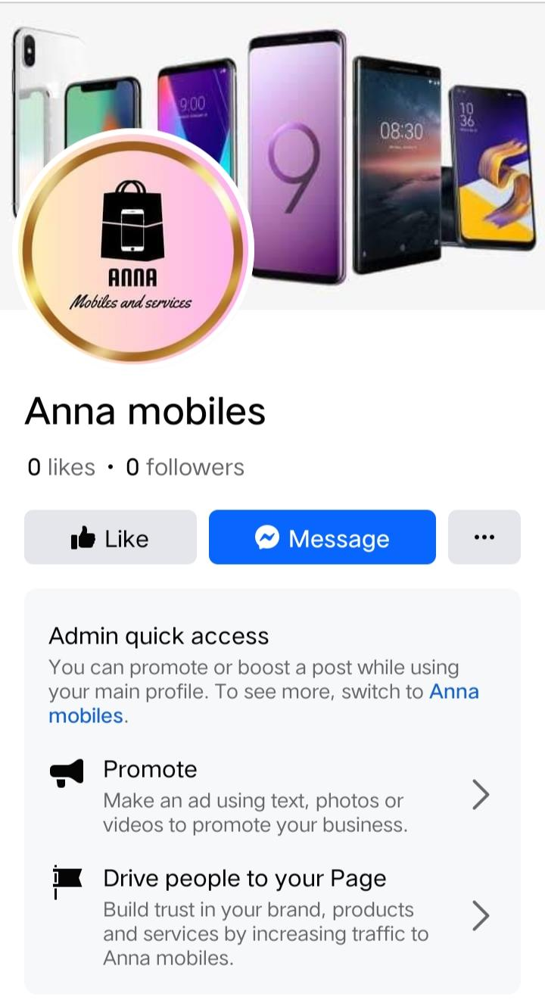 9:00
08:30
10
36
9
ANNA
Mobiles and services
Anna mobiles
0 likes • 0 followers
Like
Message
Admin quick access
You can promote or boost a post while using
your main profile. To see more, switch to Anna
mobiles.
Promote
Make an ad using text, photos or
videos to promote your business.
Drive people to your Page
Build trust in your brand, products
and services by increasing traffic to
Anna mobiles.